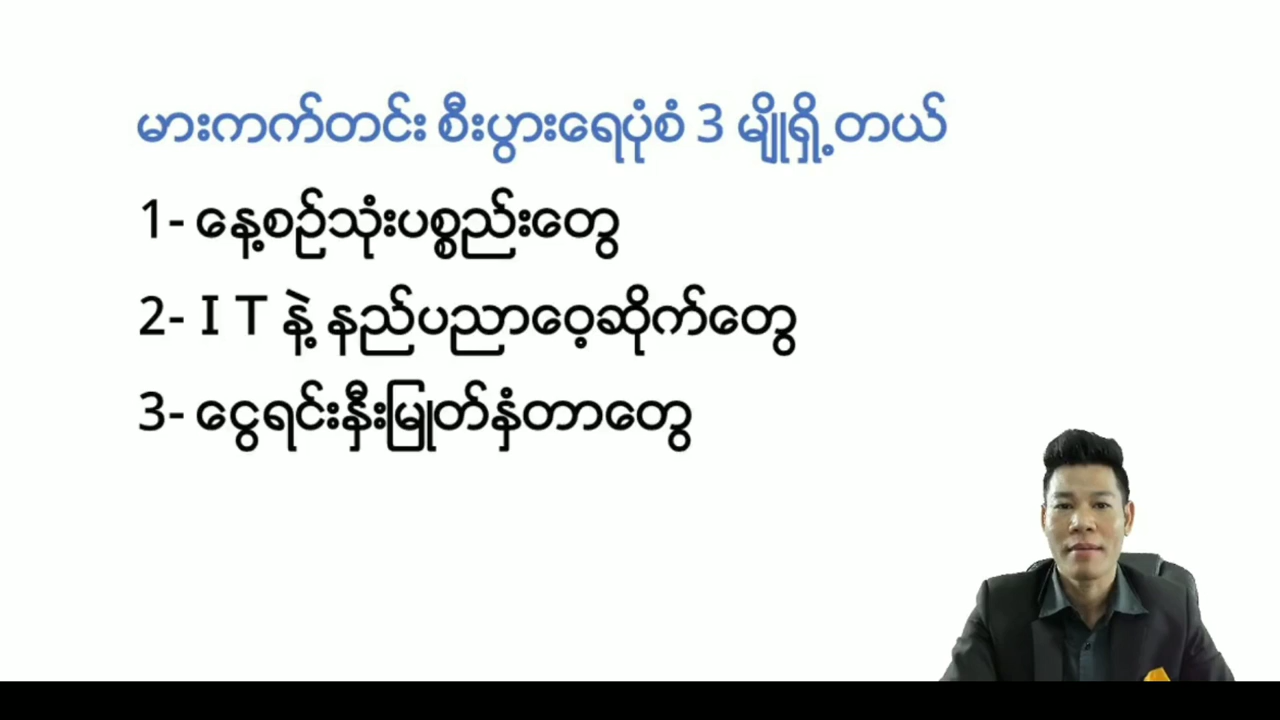 မားကက်တင်း စီးပွားရေပုံစံ 3 မျိုရှိ့တယ်
1- နေ့စဉ်သုံးပစ္စည်းတွေ
2- I T နဲ့ နည်ပညာဝေ့ဆိုက်တွေ
3- ငွေရင်းနှီးမြုတ်နှံတာတွေ